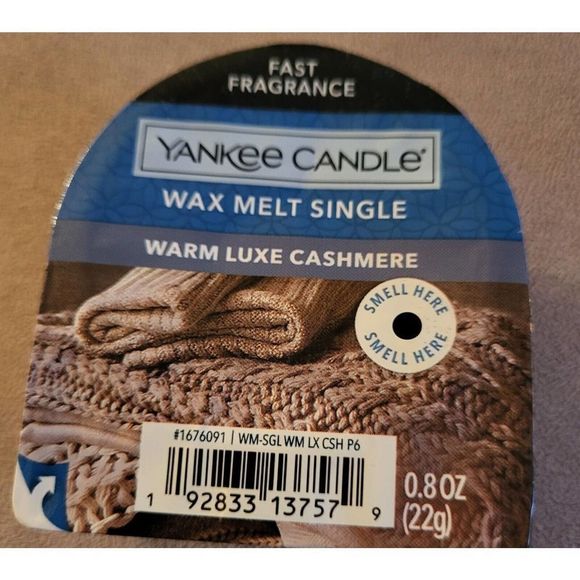 FAST
FRAGRANCE
YANKEE CANDLE®
WAX MELT SINGLE
WARM LUXE CASHMERE
SMELL HERE
SMELL HERE
#1676091 | WM-SGL WM LX CSH P6
1 92833 13757 9
0.8 OZ
(22g)